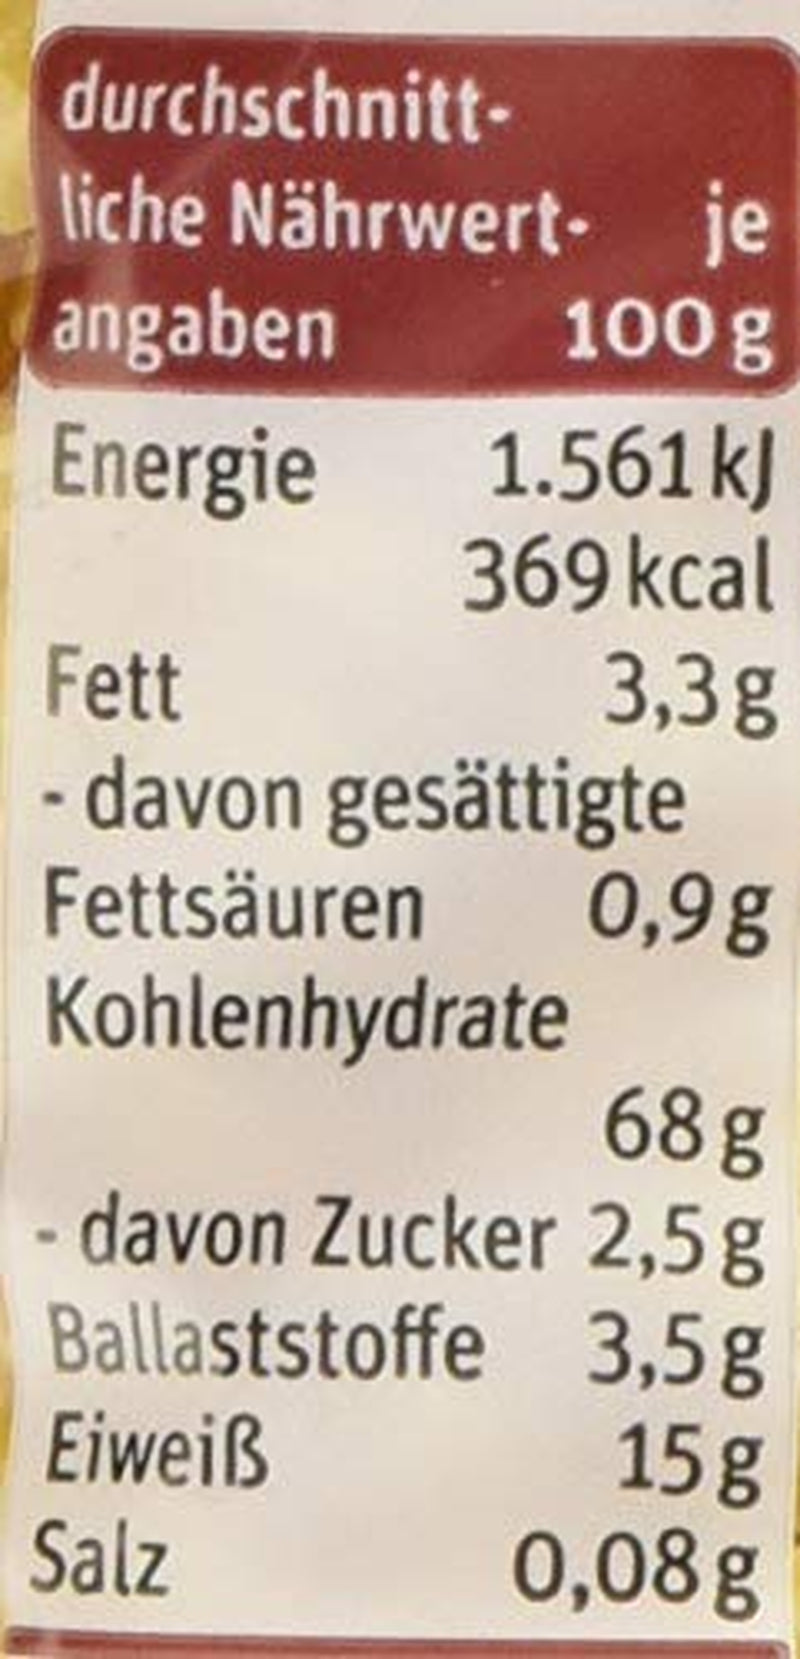 durchschnitt-
liche Nährwert- je
angaben 100 g
Energie 1.561 kJ
369 kcal
Fett 3,3 g
- davon gesättigte
Fettsäuren 0,9 g
Kohlenhydrate
68 g
- davon Zucker 2,5 g
Ballaststoffe 3,5 g
Eiweiß 15 g
Salz 0,08 g